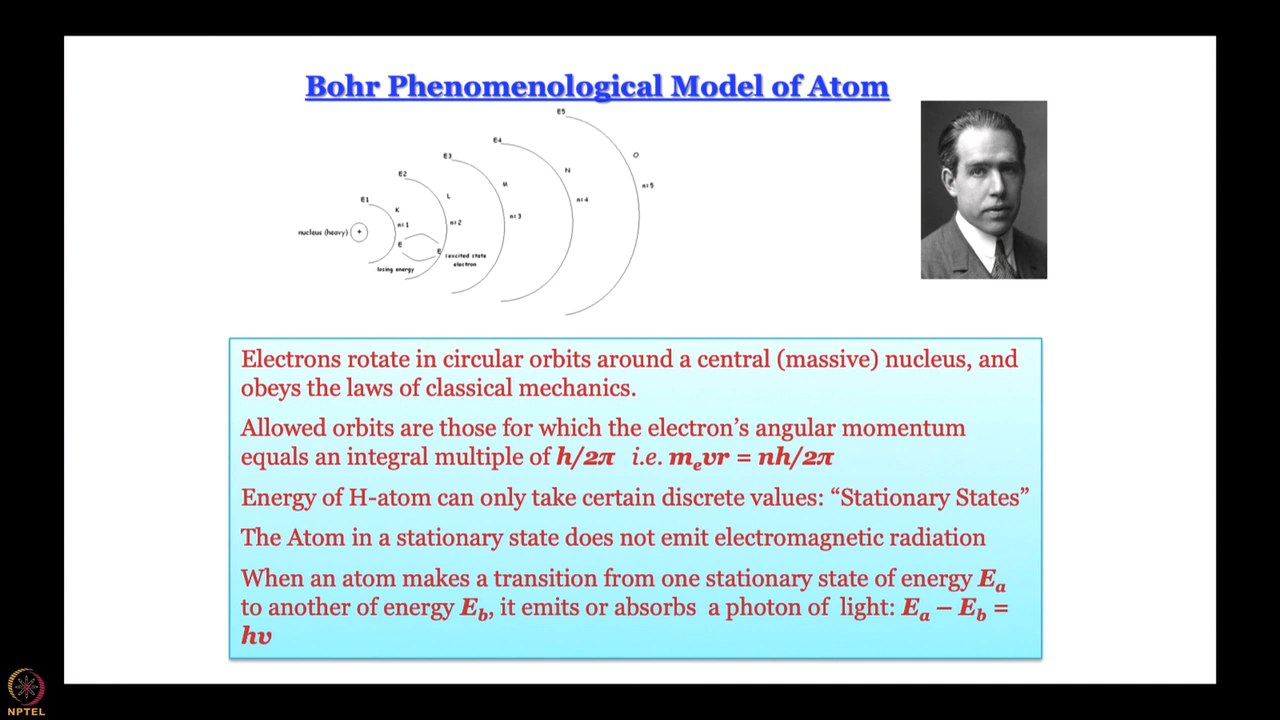 Bohr Phenomenological Model of Atom
E5
E4
O
E3
N
E2
M
n=5
L
E1
n=4
K
n=3
n=2
n=1
nucleus (heavy) +
E
E
(excited state
electron
losing energy
Electrons rotate in circular orbits around a central (massive) nucleus, and
obeys the laws of classical mechanics.
Allowed orbits are those for which the electron’s angular momentum
equals an integral multiple of h/2π i.e. mₑvr = nh/2π
Energy of H-atom can only take certain discrete values: “Stationary States”
The Atom in a stationary state does not emit electromagnetic radiation
When an atom makes a transition from one stationary state of energy Eₐ
to another of energy E_b, it emits or absorbs a photon of light: Eₐ – E_b =
hν
NPTEL